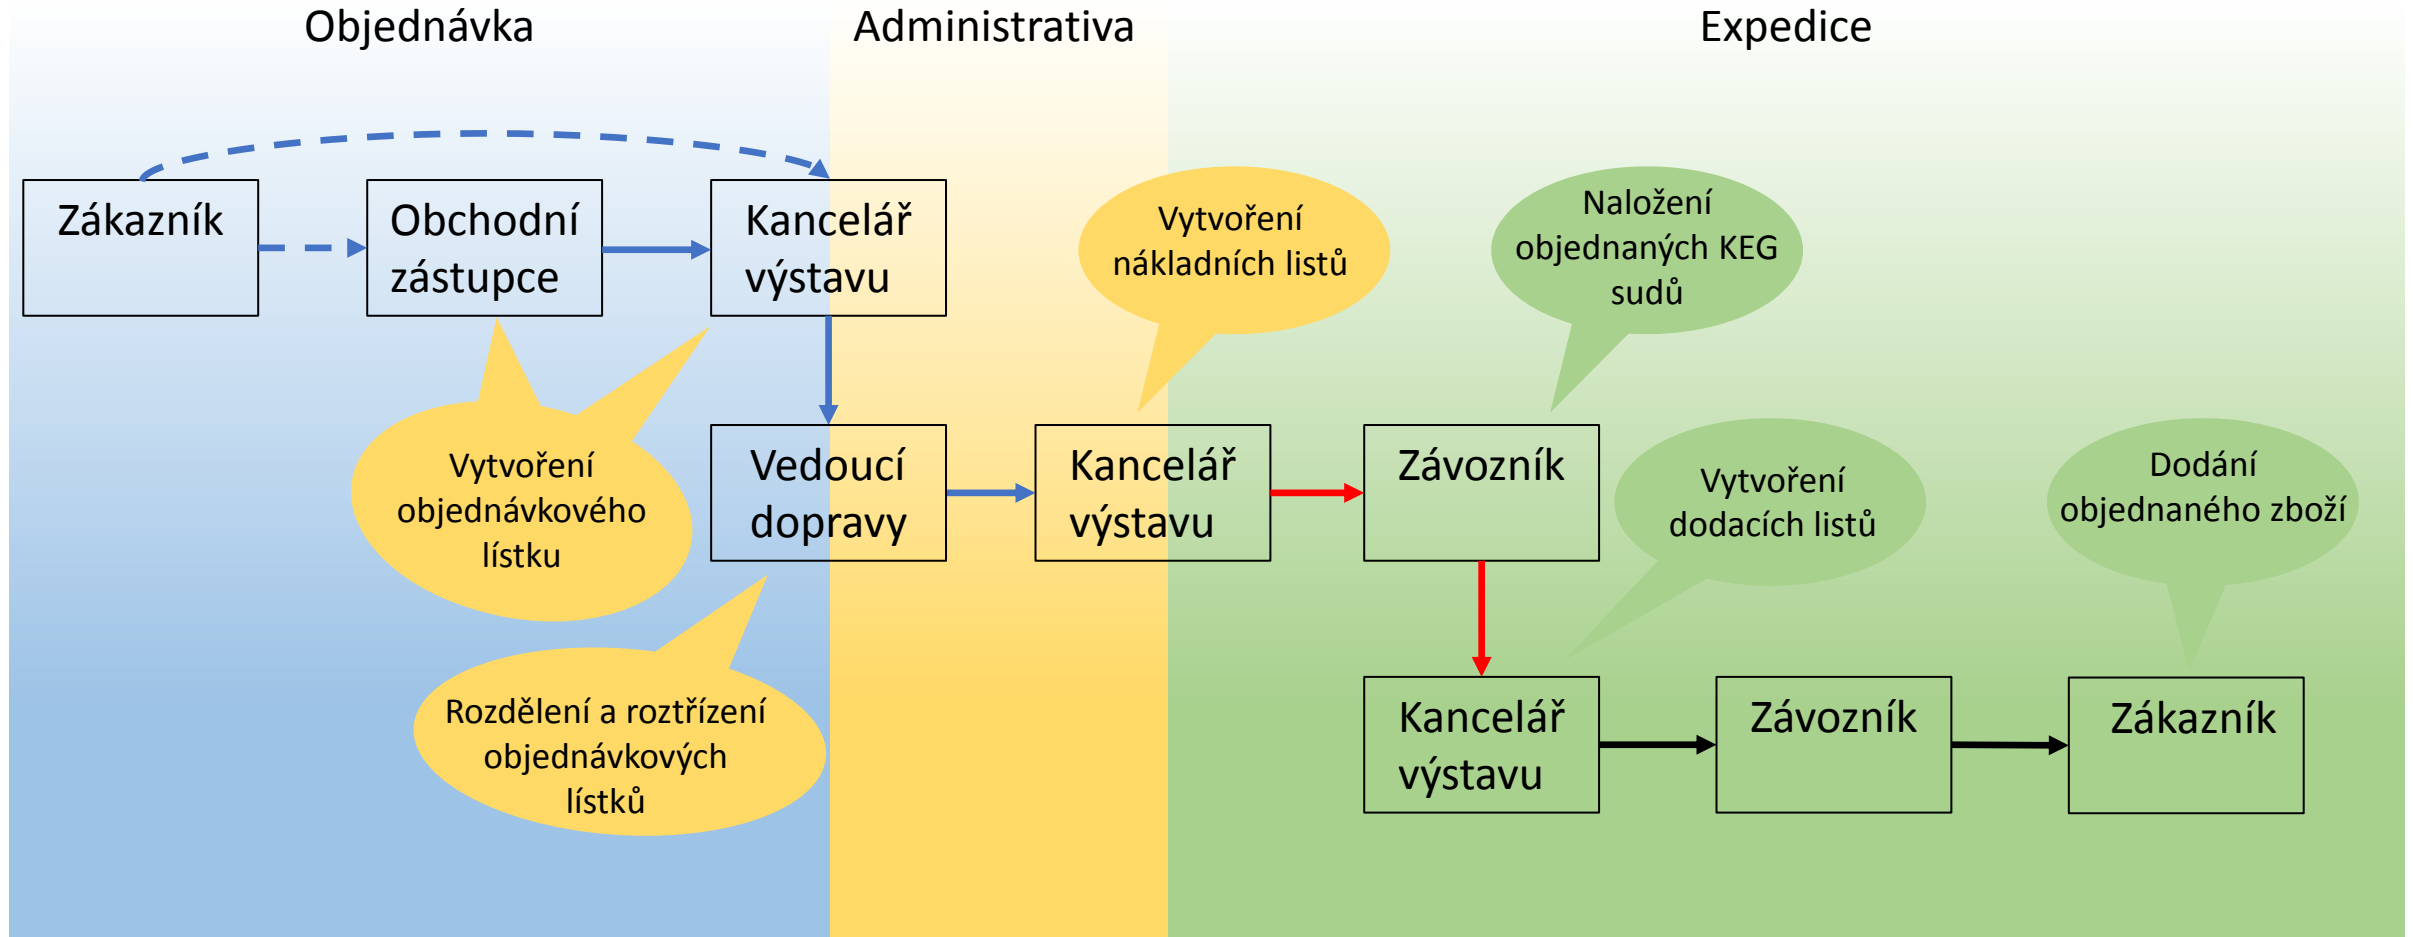 Objednávka
Administrativa
Expedice
Zákazník
Obchodní
zástupce
Kancelář
výstavu
Vytvoření
nákladních listů
Naložení
objednaných KEG
sudů
Vytvoření
objednávkového
lístku
Vedoucí
dopravy
Kancelář
výstavu
Závozník
Vytvoření
dodacích listů
Dodání
objednaného zboží
Rozdělení a roztřízení
objednávkových
lístků
Kancelář
výstavu
Závozník
Zákazník